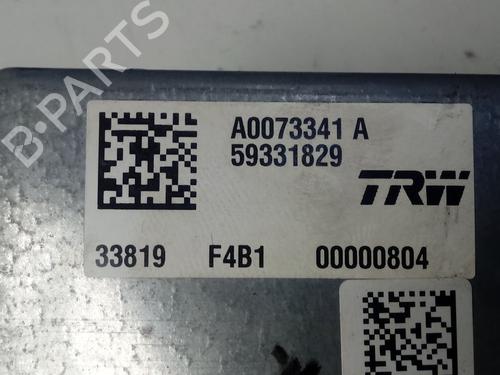 A0073341 A
59331829
TRW
33819 F4B1 00000804
B-PARTS